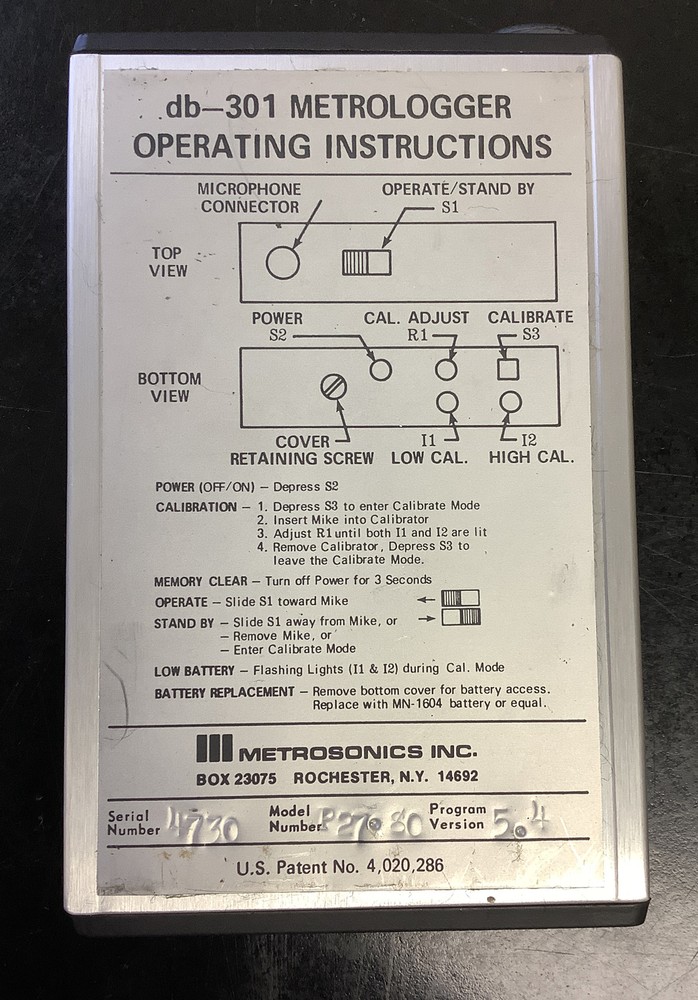 db-301 METROLOGGER
OPERATING INSTRUCTIONS
MICROPHONE CONNECTOR
OPERATE/STAND BY
S1
TOP VIEW
POWER
S2
CAL. ADJUST
R1
CALIBRATE
S3
BOTTOM VIEW
COVER RETAINING SCREW
I1
LOW CAL.
I2
HIGH CAL.
POWER (OFF/ON) — Depress S2
CALIBRATION — 1. Depress S3 to enter Calibrate Mode
2. Insert Mike into Calibrator
3. Adjust R1 until both I1 and I2 are lit
4. Remove Calibrator, Depress S3 to
leave the Calibrate Mode.
MEMORY CLEAR — Turn off Power for 3 Seconds
OPERATE — Slide S1 toward Mike
STAND BY — Slide S1 away from Mike, or
— Remove Mike, or
— Enter Calibrate Mode
LOW BATTERY — Flashing Lights (I1 & I2) during Cal. Mode
BATTERY REPLACEMENT — Remove bottom cover for battery access.
Replace with MN-1604 battery or equal.
METROSONICS INC.
BOX 23075 ROCHESTER, N.Y. 14692
Serial Number 4730
Model Number P27.80
Program Version 5.4
U.S. Patent No. 4,020,286